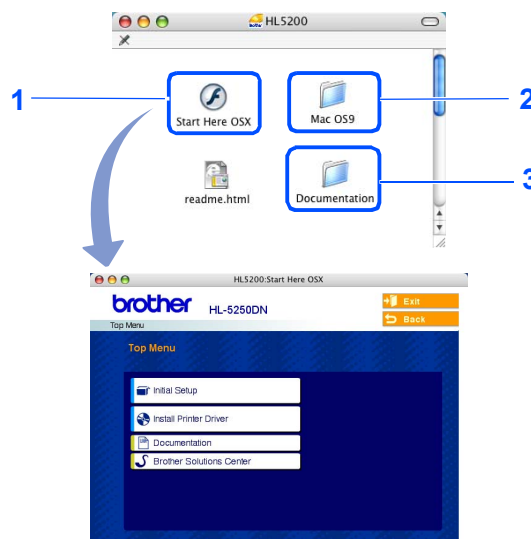 HL5200
1
2
Start Here OSX
Mac OS9
3
readme.html
Documentation
HL5200:Start Here OSX
brother
HL-5250DN
Exit
Back
Top Menu
Top Menu
Initial Setup
Install Printer Driver
Documentation
Brother Solutions Center